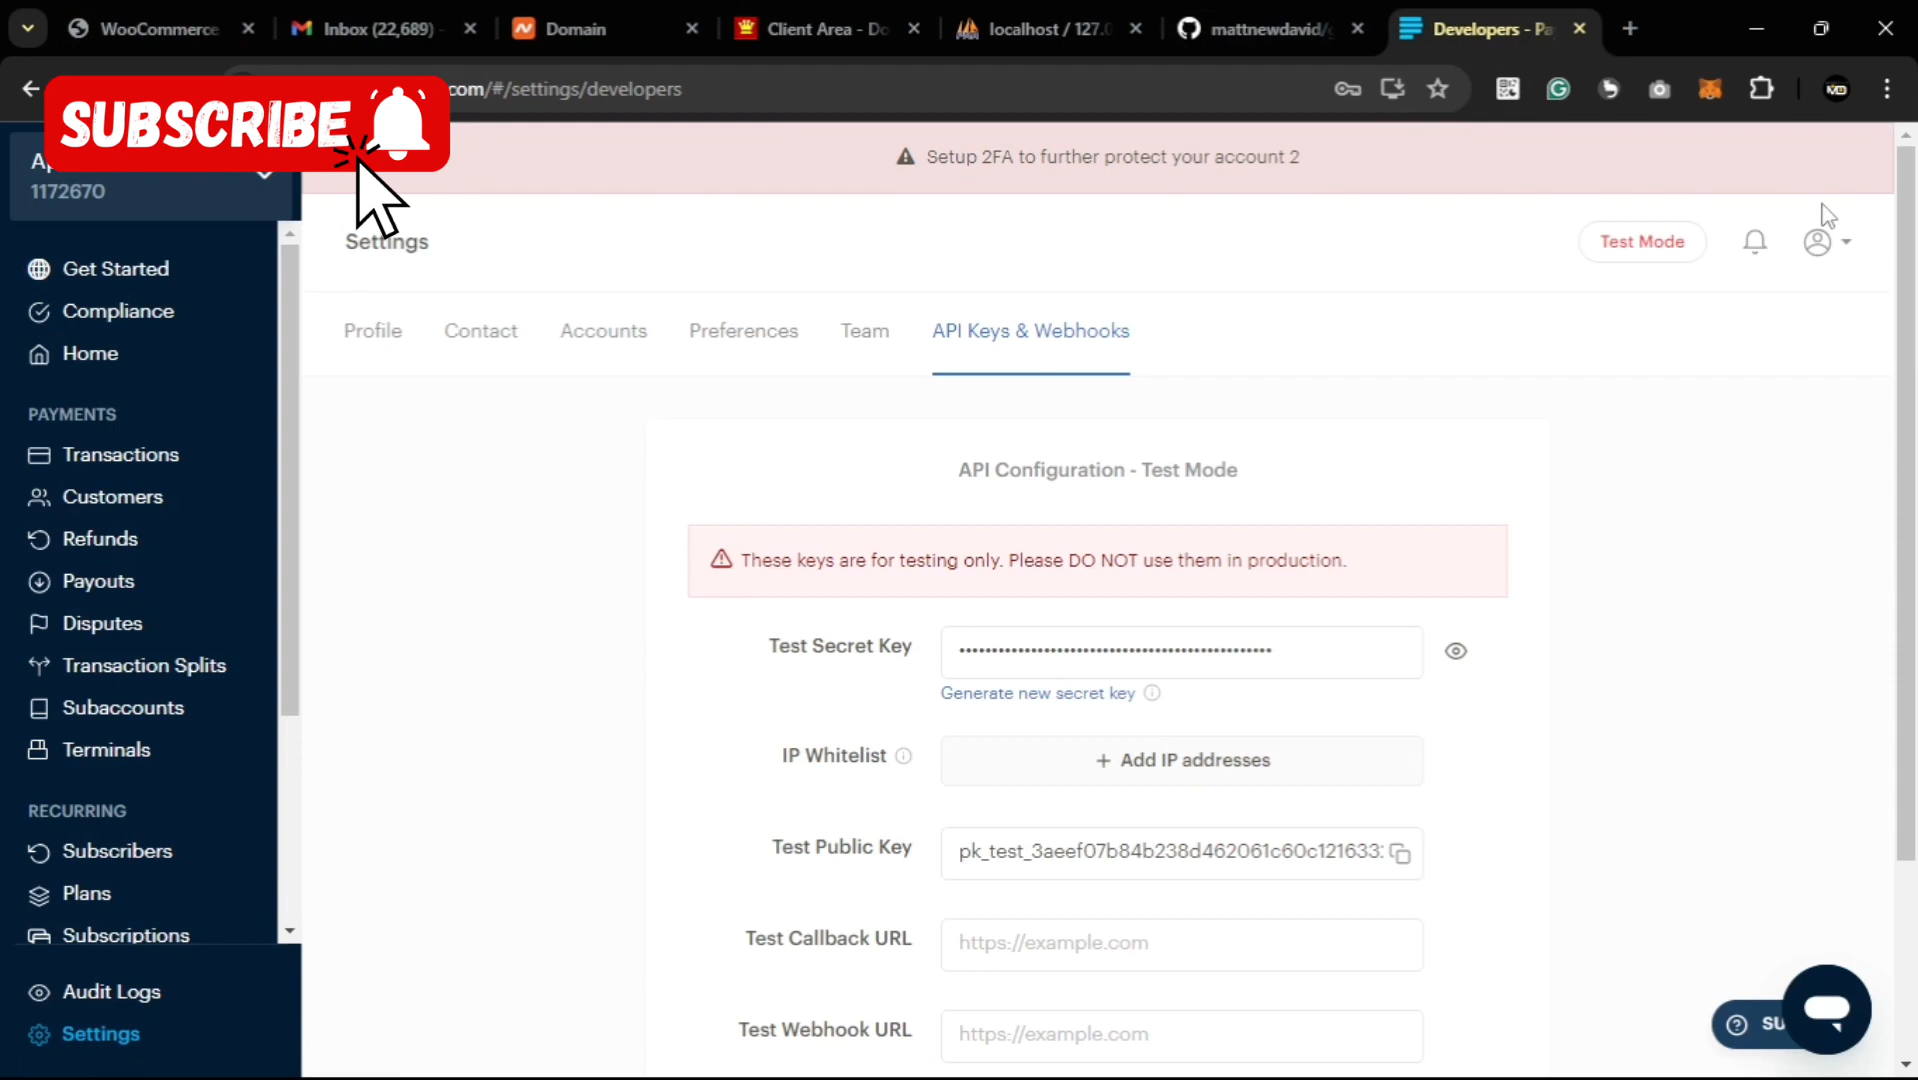 WooCommerce
Inbox (22,689) -
Domain
Client Area - Do
localhost / 127.0
mattnewdavid/
Developers - Pa
com/#/settings/developers
SUBSCRIBE
1172670
Setup 2FA to further protect your account 2
Settings
Test Mode
Get Started
Compliance
Home
PAYMENTS
Transactions
Customers
Refunds
Payouts
Disputes
Transaction Splits
Subaccounts
Terminals
RECURRING
Subscribers
Plans
Subscriptions
Audit Logs
Settings
Profile
Contact
Accounts
Preferences
Team
API Keys & Webhooks
API Configuration - Test Mode
These keys are for testing only. Please DO NOT use them in production.
Test Secret Key
••••••••••••••••••••••••••••••••••••••••••••••••
Generate new secret key
IP Whitelist
+ Add IP addresses
Test Public Key
pk_test_3aeef07b84b238d462061c60c121633
Test Callback URL
https://example.com
Test Webhook URL
https://example.com